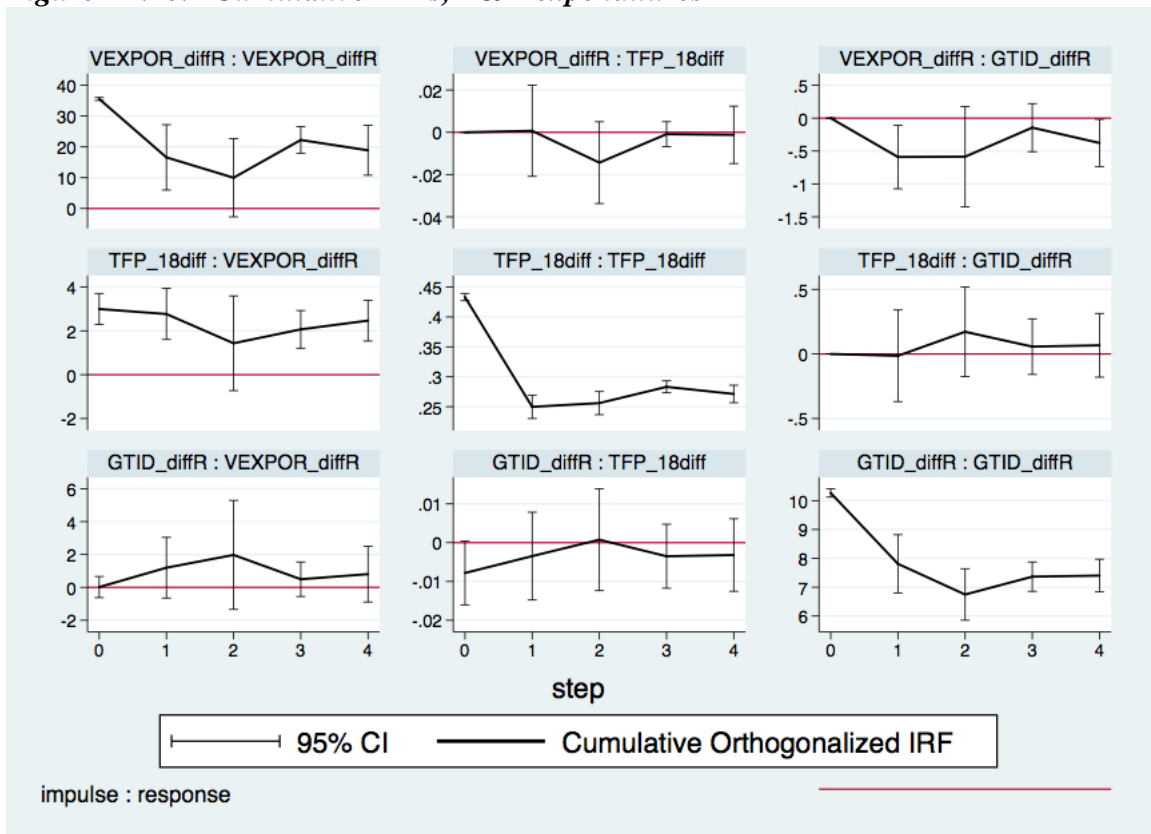 VEXPOR_diffR : VEXPOR_diffR
VEXPOR_diffR : TFP_18diff
VEXPOR_diffR : GTID_diffR
40
30
20
10
0
.02
0
-.02
-.04
.5
0
-.5
-1
-1.5
TFP_18diff : VEXPOR_diffR
TFP_18diff : TFP_18diff
TFP_18diff : GTID_diffR
4
2
0
-2
.45
.4
.35
.3
.25
.5
0
-.5
GTID_diffR : VEXPOR_diffR
GTID_diffR : TFP_18diff
GTID_diffR : GTID_diffR
6
4
2
0
-2
.01
0
-.01
-.02
10
9
8
7
6
0 1 2 3 4
0 1 2 3 4
0 1 2 3 4
step
95% CI
Cumulative Orthogonalized IRF
impulse : response